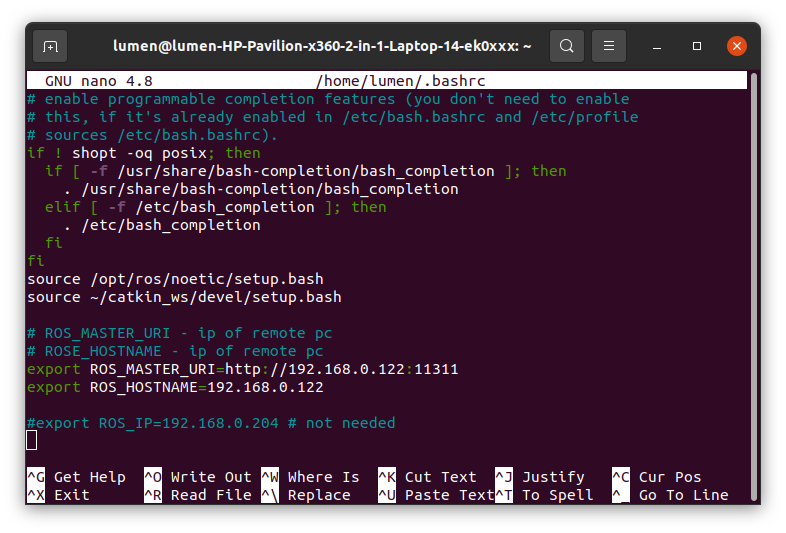 lumen@lumen-HP-Pavilion-x360-2-in-1-Laptop-14-ek0xxx: ~
GNU nano 4.8 /home/lumen/.bashrc
# enable programmable completion features (you don't need to enable
# this, if it's already enabled in /etc/bash.bashrc and /etc/profile
# sources /etc/bash.bashrc).
if ! shopt -oq posix; then
  if [ -f /usr/share/bash-completion/bash_completion ]; then
    . /usr/share/bash-completion/bash_completion
  elif [ -f /etc/bash_completion ]; then
    . /etc/bash_completion
  fi
fi
source /opt/ros/noetic/setup.bash
source ~/catkin_ws/devel/setup.bash
# ROS_MASTER_URI - ip of remote pc
# ROSE_HOSTNAME - ip of remote pc
export ROS_MASTER_URI=http://192.168.0.122:11311
export ROS_HOSTNAME=192.168.0.122
#export ROS_IP=192.168.0.204 # not needed
^G Get Help ^O Write Out ^W Where Is ^K Cut Text ^J Justify ^C Cur Pos
^X Exit ^R Read File ^\ Replace ^U Paste Text ^T To Spell ^_ Go To Line